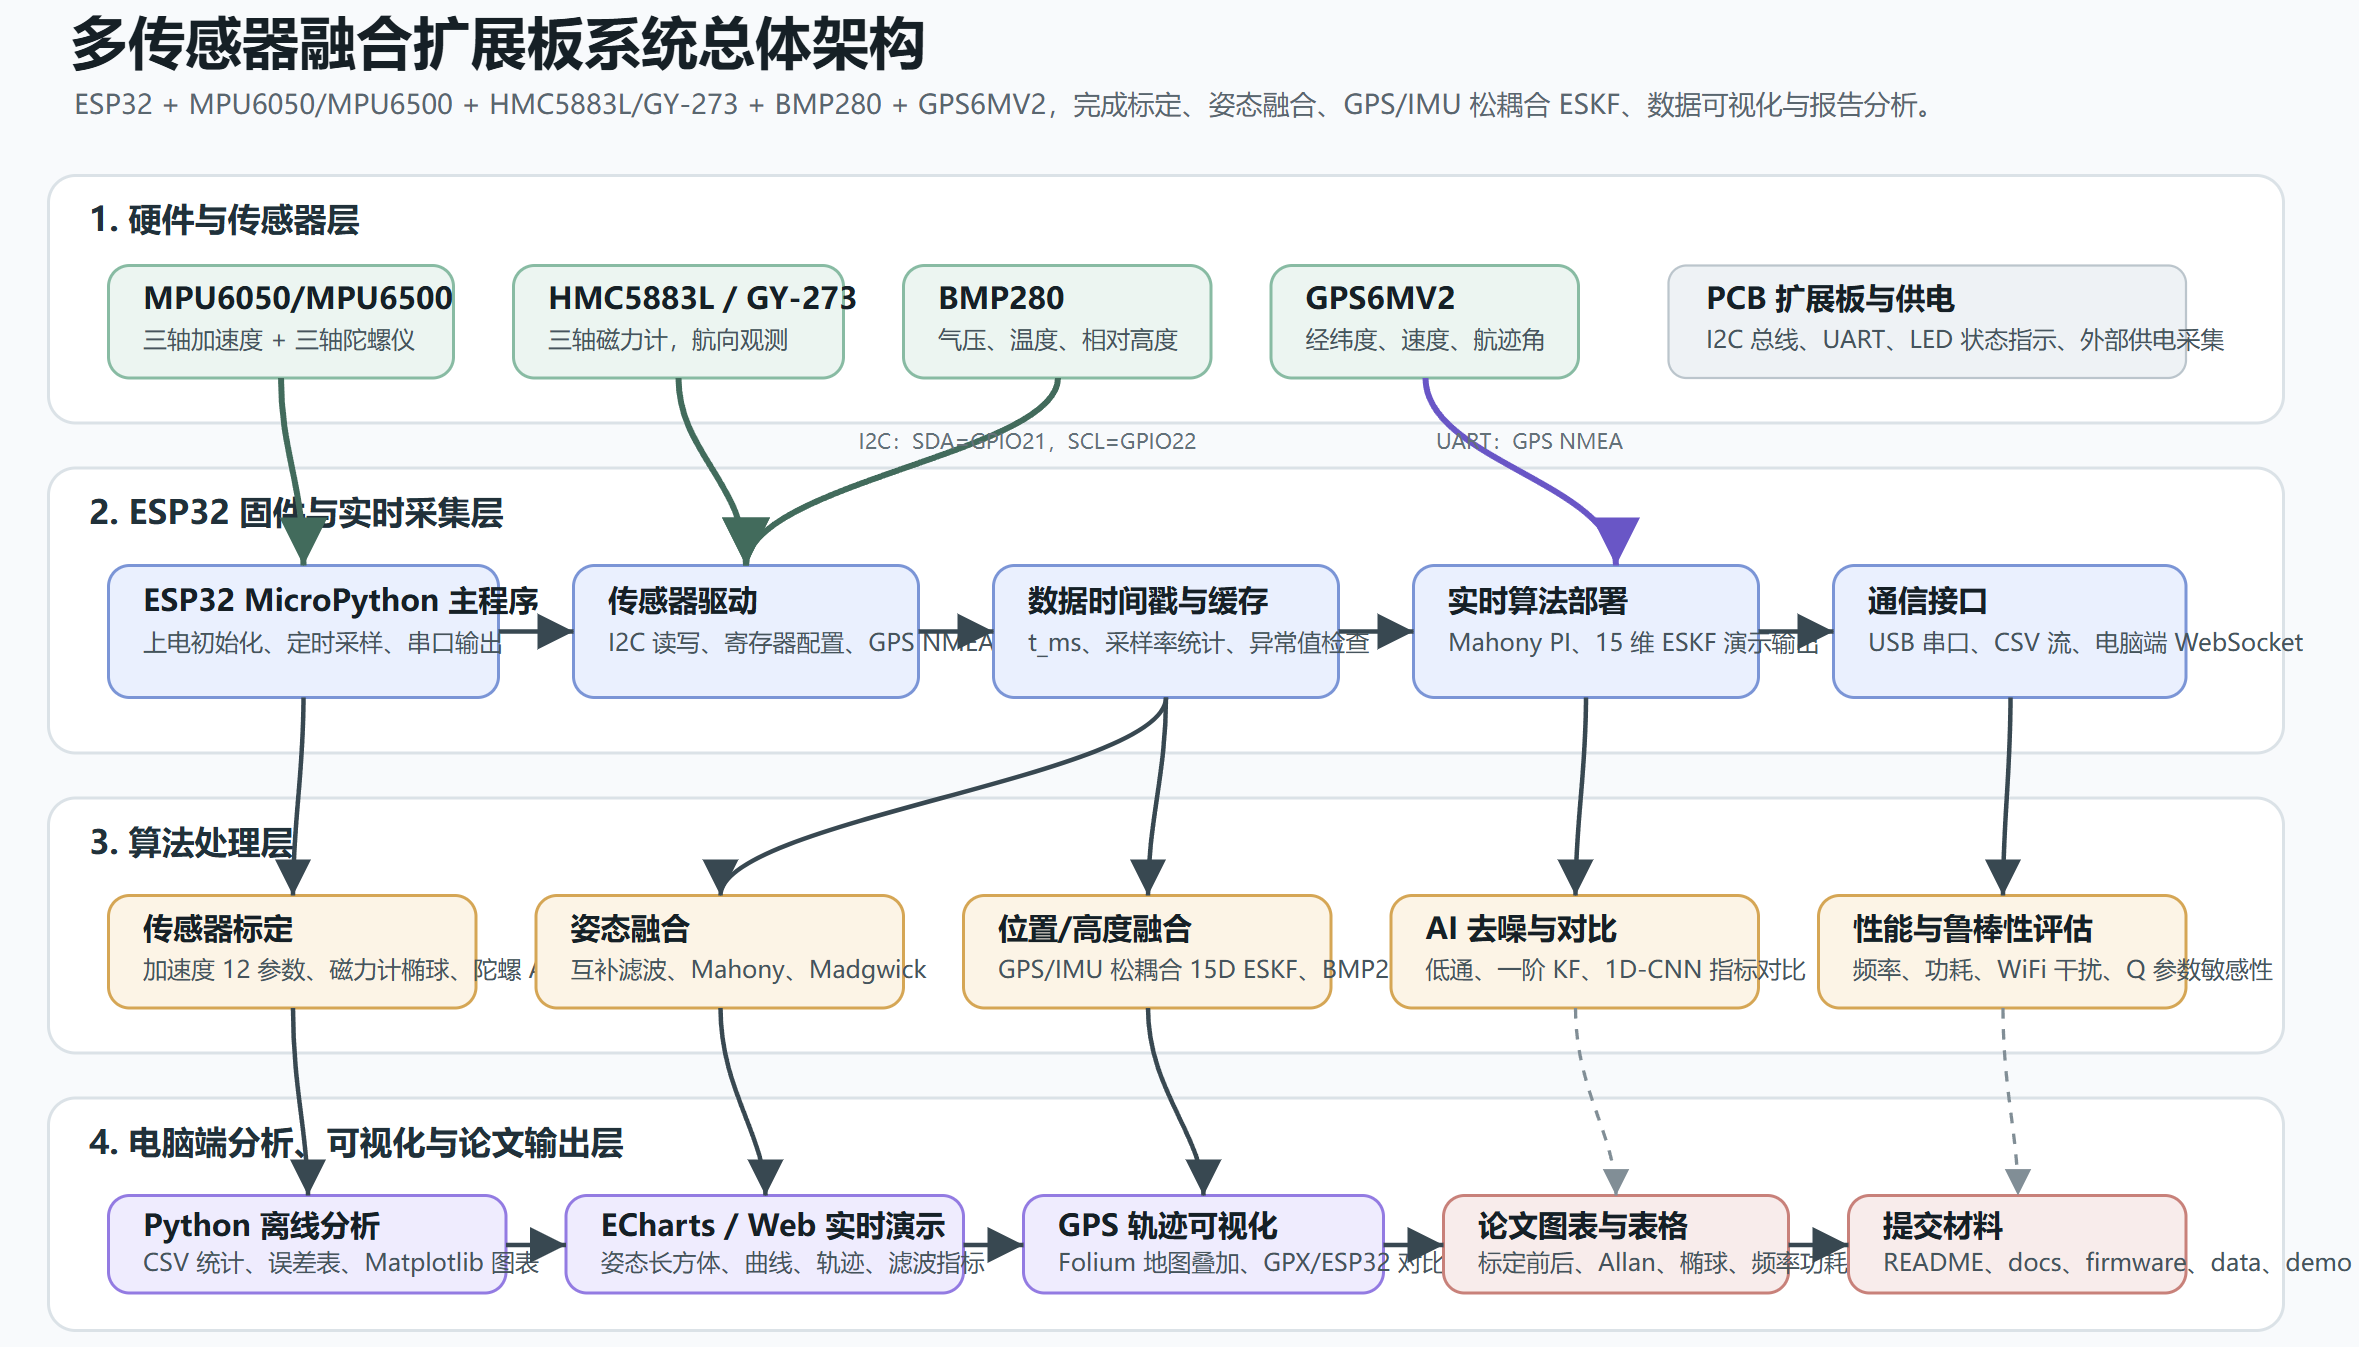 多传感器融合扩展板系统总体架构
ESP32 + MPU6050/MPU6500 + HMC5883L/GY-273 + BMP280 + GPS6MV2，完成标定、姿态融合、GPS/IMU 松耦合 ESKF、数据可视化与报告分析。
1. 硬件与传感器层
MPU6050/MPU6500
三轴加速度 + 三轴陀螺仪
HMC5883L / GY-273
三轴磁力计，航向观测
BMP280
气压、温度、相对高度
GPS6MV2
经纬度、速度、航迹角
PCB 扩展板与供电
I2C 总线、UART、LED 状态指示、外部供电采集
I2C：SDA=GPIO21，SCL=GPIO22
UART：GPS NMEA
2. ESP32 固件与实时采集层
ESP32 MicroPython 主程序
上电初始化、定时采样、串口输出
传感器驱动
I2C 读写、寄存器配置、GPS NMEA
数据时间戳与缓存
t_ms、采样率统计、异常值检查
实时算法部署
Mahony PI、15 维 ESKF 演示输出
通信接口
USB 串口、CSV 流、电脑端 WebSocket
3. 算法处理层
传感器标定
加速度 12 参数、磁力计椭球、陀螺
姿态融合
互补滤波、Mahony、Madgwick
位置/高度融合
GPS/IMU 松耦合 15D ESKF、BMP2
AI 去噪与对比
低通、一阶 KF、1D-CNN 指标对比
性能与鲁棒性评估
频率、功耗、WiFi 干扰、Q 参数敏感性
4. 电脑端分析、可视化与论文输出层
Python 离线分析
CSV 统计、误差表、Matplotlib 图表
ECharts / Web 实时演示
姿态长方体、曲线、轨迹、滤波指标
GPS 轨迹可视化
Folium 地图叠加、GPX/ESP32 对比
论文图表与表格
标定前后、Allan、椭球、频率功耗
提交材料
README、docs、firmware、data、demo